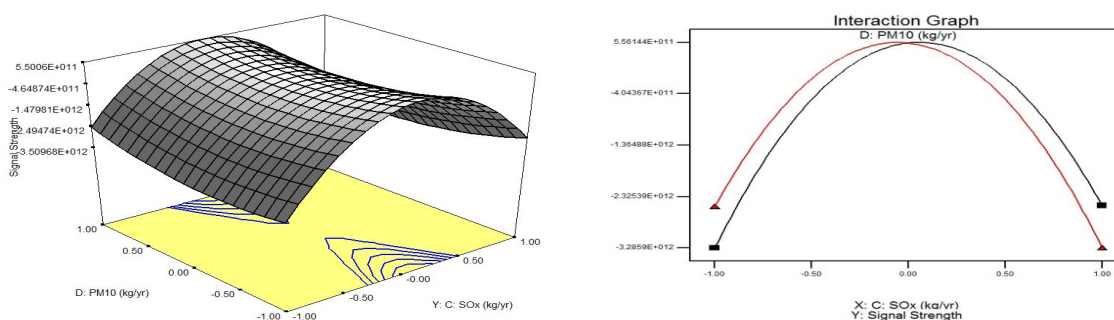 5.5006E+011
-4.64874E+011
-1.47981E+012
2.49474E+012
-3.50968E+012
Signal Strength
1.00
0.50
0.00
-0.50
-1.00
D: PM10 (kg/yr)
1.00
0.50
-0.00
-0.50
-1.00
Y: C: SOx (kg/yr)
Interaction Graph
D: PM10 (kg/yr)
5.56144E+011
-4.04367E+011
-1.36488E+012
-2.32539E+012
-3.2859E+012
-1.00
-0.50
0.00
0.50
1.00
X: C: SOx (kg/yr)
Y: Signal Strength